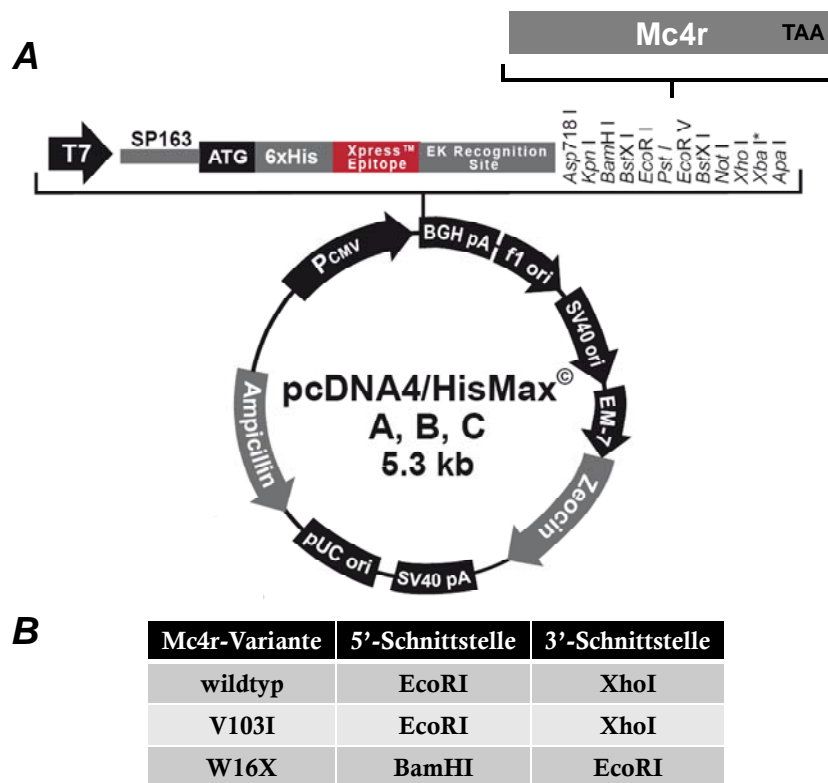 A
Mc4r TAA
T7
SP163
ATG
6xHis
Xpress™
Epitope
EK Recognition
Site
Asp718 I
Kpn I
BamH I
BstX I
EcoR I
Pst I
EcoR V
BstX I
Not I
Xho I
Xba I*
Apa I
PCMV
BGH pA
f1 ori
SV40 ori
EM-7
Zeocin
SV40 pA
pUC ori
Ampicillin
pcDNA4/HisMax©
A, B, C
5.3 kb
B
Mc4r-Variante 5’-Schnittstelle 3’-Schnittstelle
wildtyp EcoRI XhoI
V103I EcoRI XhoI
W16X BamHI EcoRI